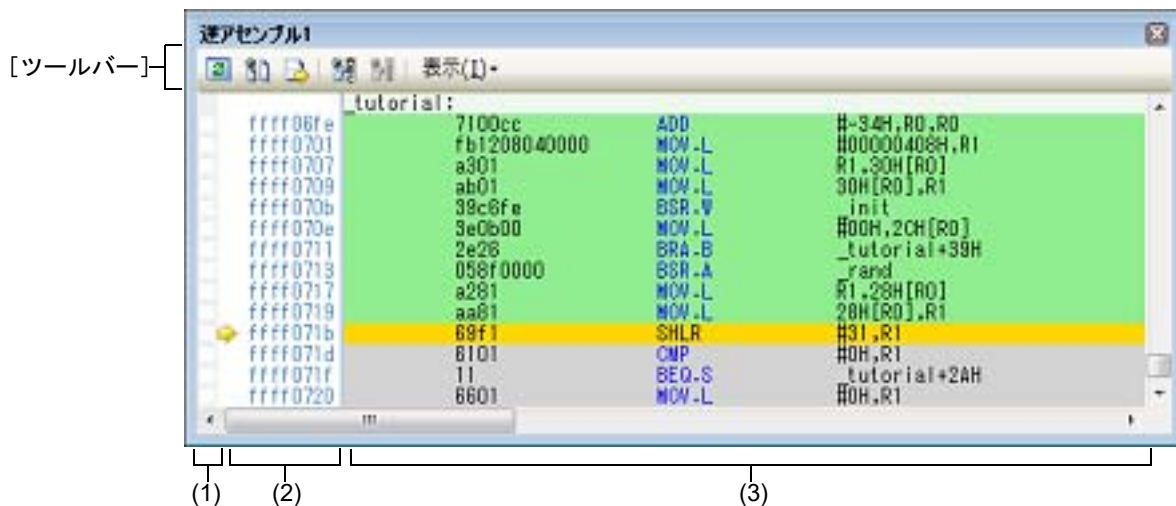 逆アセンブル1
[ツールバー]
表示(I)
_tutorial:
ffff06fe 7100cc ADD #-34H,R0,R0
ffff0701 fb1208040000 MOV.L #00000408H,R1
ffff0707 a301 MOV.L R1,30H[R0]
ffff0709 ab01 MOV.L 30H[R0],R1
ffff070b 39c6fe BSR.W _init
ffff070e 3e0b00 MOV.L #00H,2CH[R0]
ffff0711 2e26 BRA.B _tutorial+39H
ffff0713 058f0000 BSR.A _rand
ffff0717 a281 MOV.L R1,28H[R0]
ffff0719 aa81 MOV.L 28H[R0],R1
ffff071b 69f1 SHLR #31,R1
ffff071d 6101 CMP #0H,R1
ffff071f 11 BEQ.S _tutorial+2AH
ffff0720 6601 MOV.L #0H,R1
(1) (2) (3)